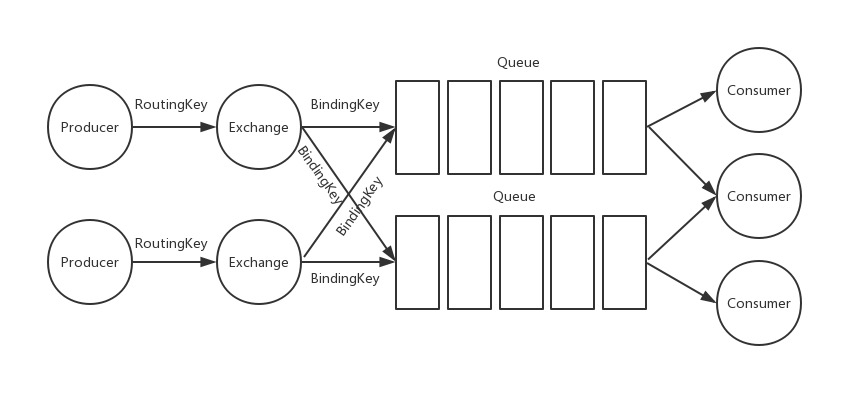 Queue
Producer
RoutingKey
Exchange
BindingKey
Consumer
BindingKey
BindingKey
Queue
Consumer
Producer
RoutingKey
Exchange
BindingKey
Consumer